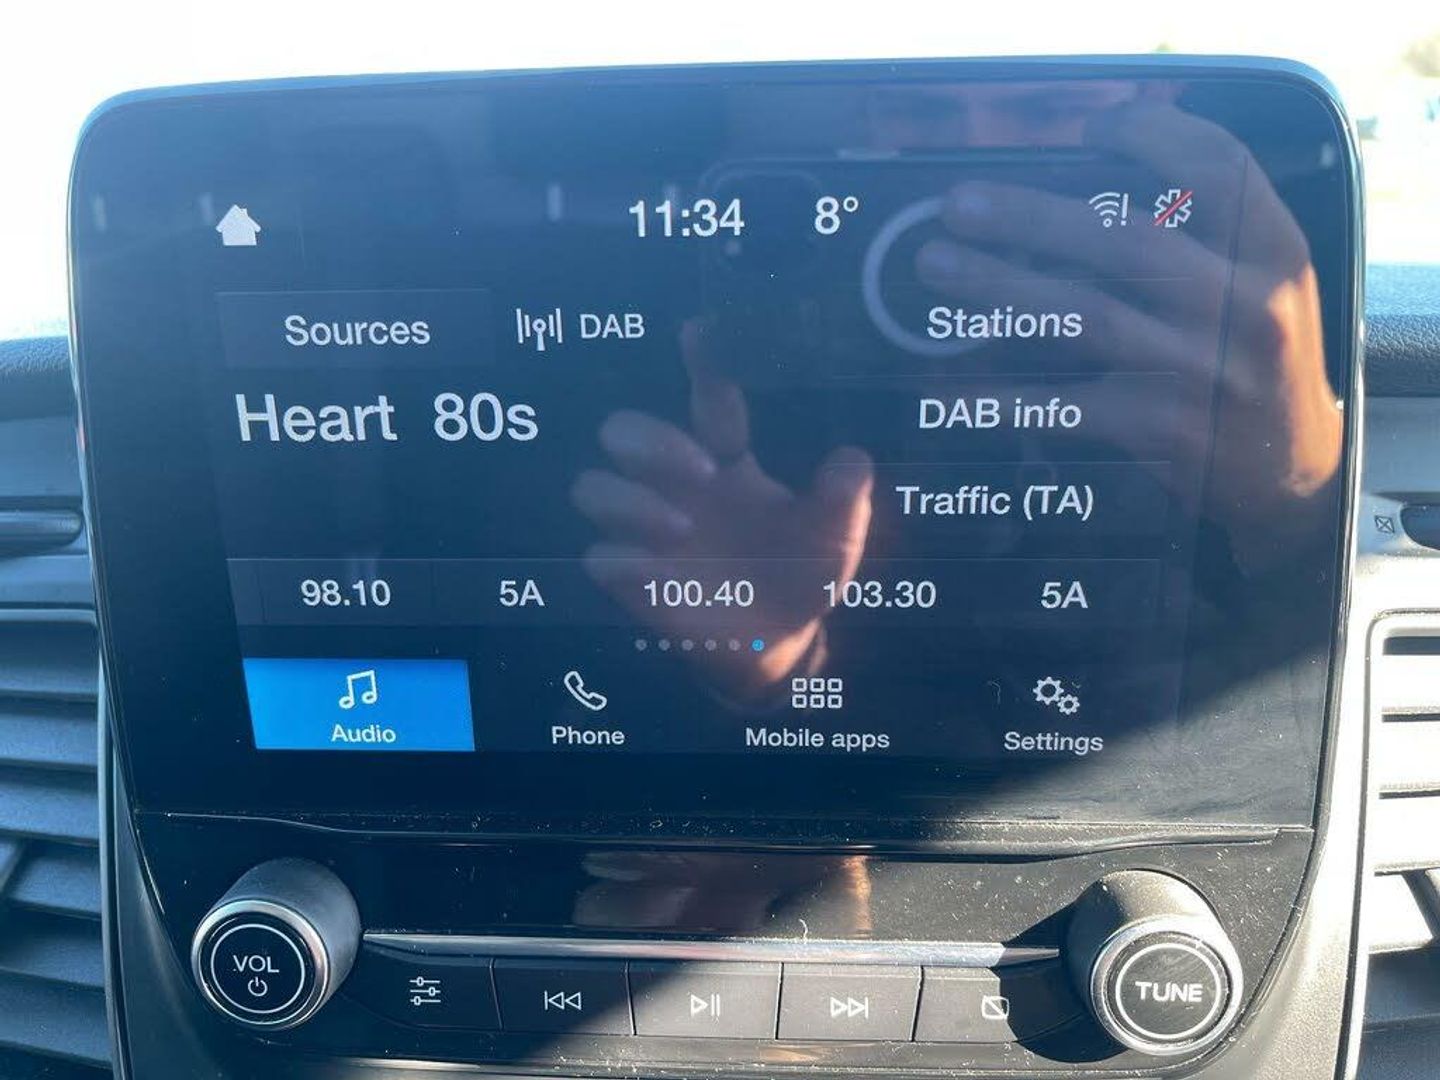 11:34 8°
Sources DAB Stations
Heart 80s
DAB info
Traffic (TA)
98.10 5A 100.40 103.30 5A
Audio Phone Mobile apps Settings
VOL
TUNE